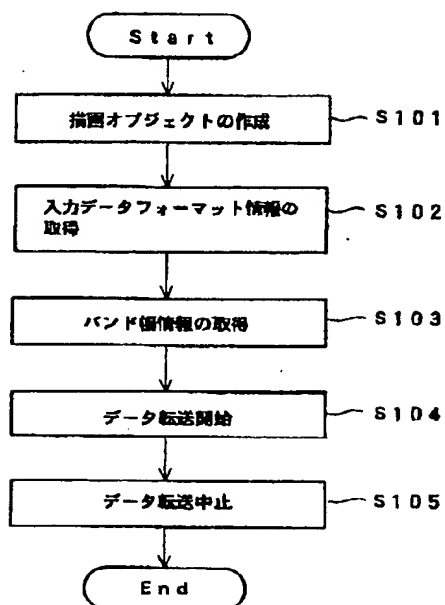 Start
描画オブジェクトの作成
S101
入力データフォーマット情報の
取得
S102
バンド幅情報の取得
S103
データ転送開始
S104
データ転送中止
S105
End